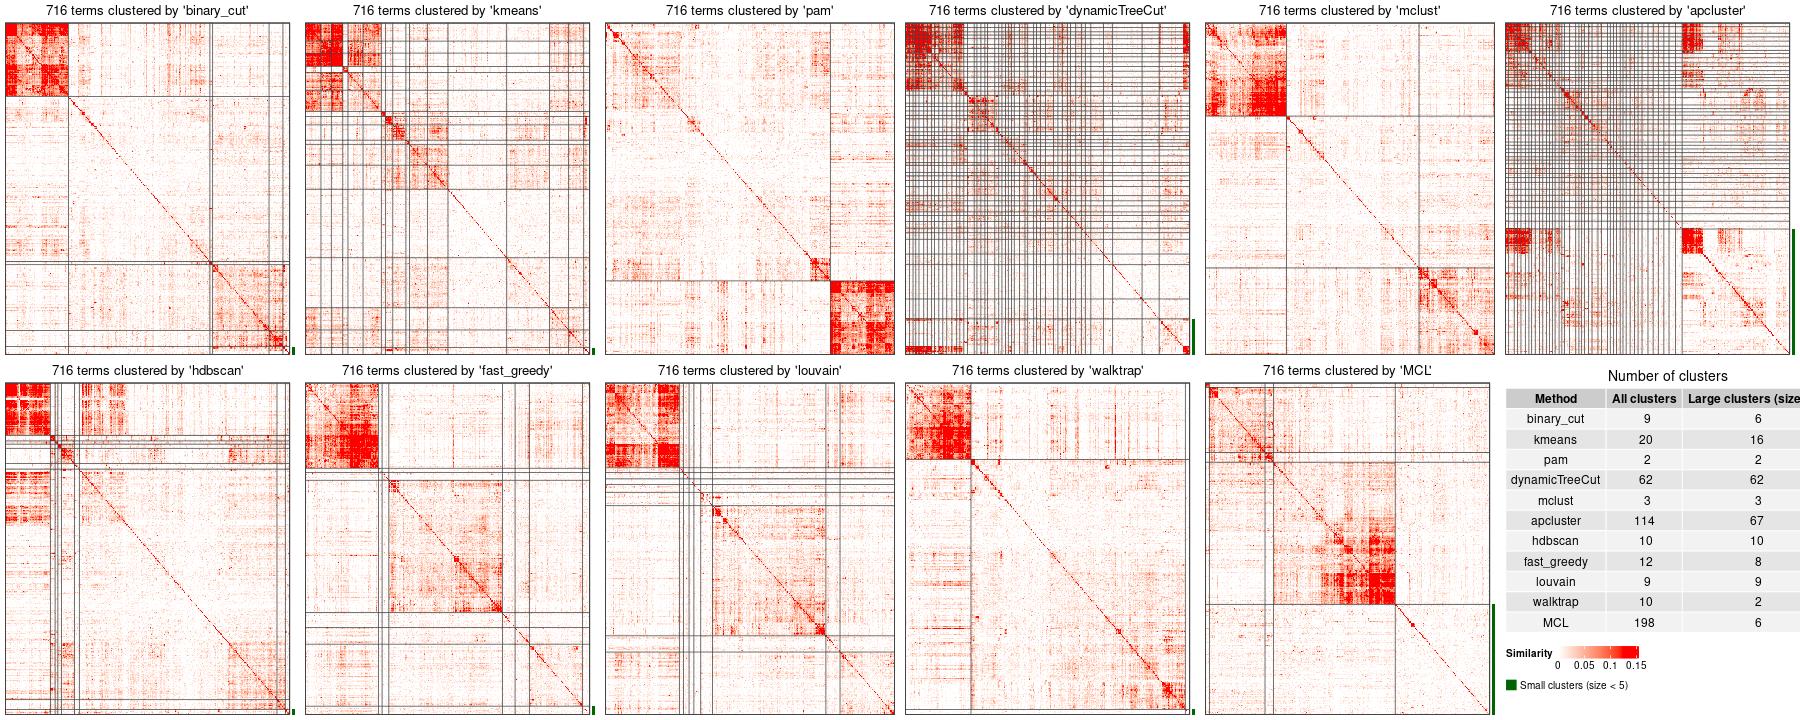 716 terms clustered by 'binary_cut'
716 terms clustered by 'kmeans'
716 terms clustered by 'pam'
716 terms clustered by 'dynamicTreeCut'
716 terms clustered by 'mclust'
716 terms clustered by 'apcluster'
716 terms clustered by 'hdbscan'
716 terms clustered by 'fast_greedy'
716 terms clustered by 'louvain'
716 terms clustered by 'walktrap'
716 terms clustered by 'MCL'
Number of clusters
Method All clusters Large clusters (size
binary_cut 9 6
kmeans 20 16
pam 2 2
dynamicTreeCut 62 62
mclust 3 3
apcluster 114 67
hdbscan 10 10
fast_greedy 12 8
louvain 9 9
walktrap 10 2
MCL 198 6
Similarity
0 0.05 0.1 0.15
Small clusters (size < 5)